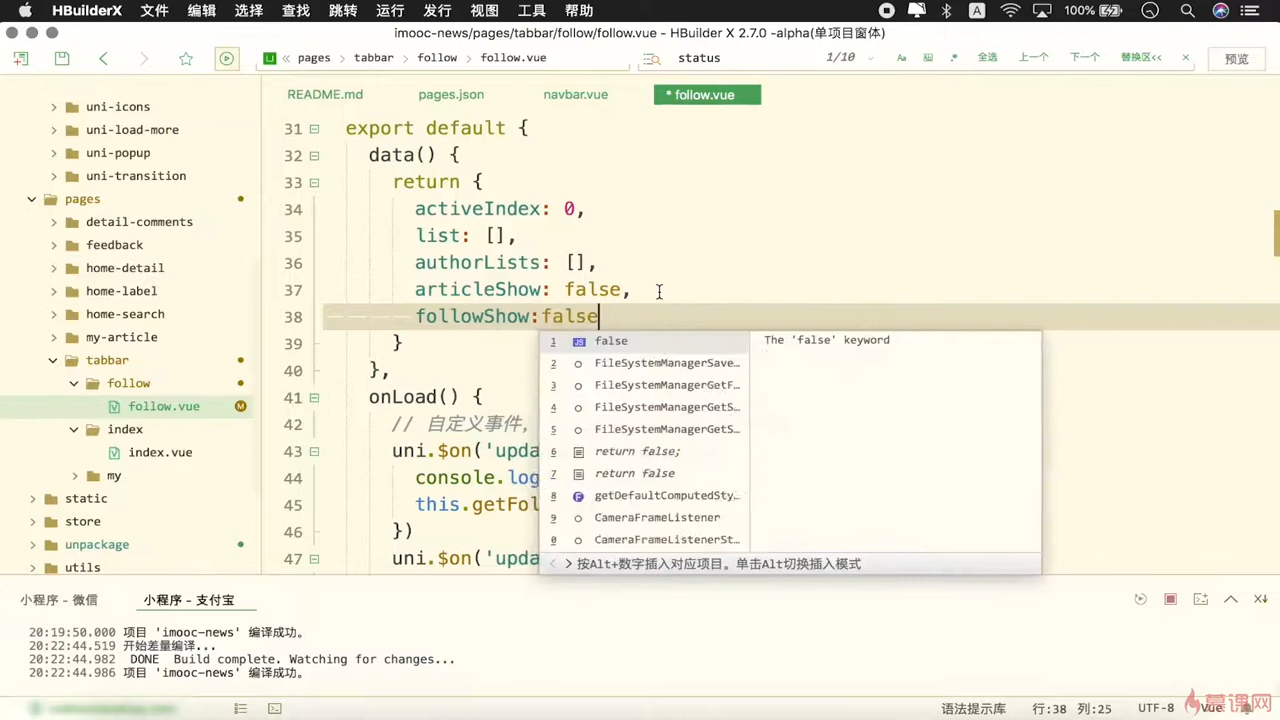 HBuilderX 文件 编辑 选择 查找 跳转 运行 发行 视图 工具 帮助 A 100%
imooc-news/pages/tabbar/follow/follow.vue - HBuilder X 2.7.0 -alpha(单项目窗体)
pages tabbar follow follow.vue status 1/10 Aa .* 全选 上一个 下一个 替换区<< 预览
README.md pages.json navbar.vue * follow.vue
uni-icons
uni-load-more
uni-popup
uni-transition
pages
detail-comments
feedback
home-detail
home-label
home-search
my-article
tabbar
follow
follow.vue M
index
index.vue
my
static
store
unpackage
utils
31 export default {
32 data() {
33 return {
34 activeIndex: 0,
35 list: [],
36 authorLists: [],
37 articleShow: false,
38 followShow:false
39 }
40 },
41 onLoad() {
42 // 自定义事件,
43 uni.$on('upda
44 console.log
45 this.getFol
46 })
47 uni.$on('upda
1 JS false The 'false' keyword
2 FileSystemManagerSave…
3 FileSystemManagerGetF…
4 FileSystemManagerGetS…
5 FileSystemManagerGetS…
6 return false;
7 return false
8 F getDefaultComputedSty…
9 CameraFrameListener
0 CameraFrameListenerSt…
< > 按Alt+数字插入对应项目。单击Alt切换插入模式
小程序 - 微信 小程序 - 支付宝
20:19:50.000 项目 'imooc-news' 编译成功。
20:22:44.519 开始差量编译...
20:22:44.982 DONE Build complete. Watching for changes...
20:22:44.986 项目 'imooc-news' 编译成功。
语法提示库 行:38 列:25 UTF-8 Vue
慕课网